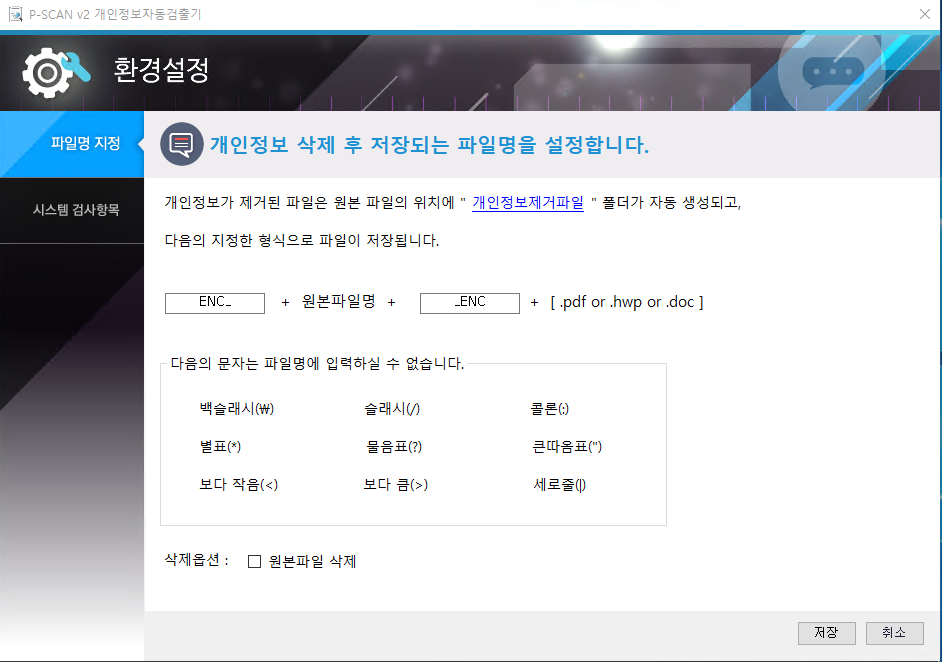 P-SCAN v2 개인정보자동검출기
환경설정
파일명 지정
시스템 검사항목
개인정보 삭제 후 저장되는 파일명을 설정합니다.
개인정보가 제거된 파일은 원본 파일의 위치에 " 개인정보제거파일 " 폴더가 자동 생성되고,
다음의 지정한 형식으로 파일이 저장됩니다.
ENC_ + 원본파일명 + _ENC + [ .pdf or .hwp or .doc ]
다음의 문자는 파일명에 입력하실 수 없습니다.
백슬래시(₩) 슬래시(/) 콜론(:)
별표(*) 물음표(?) 큰따옴표(")
보다 작음(<) 보다 큼(>) 세로줄(|)
삭제옵션 : 원본파일 삭제
저장 취소